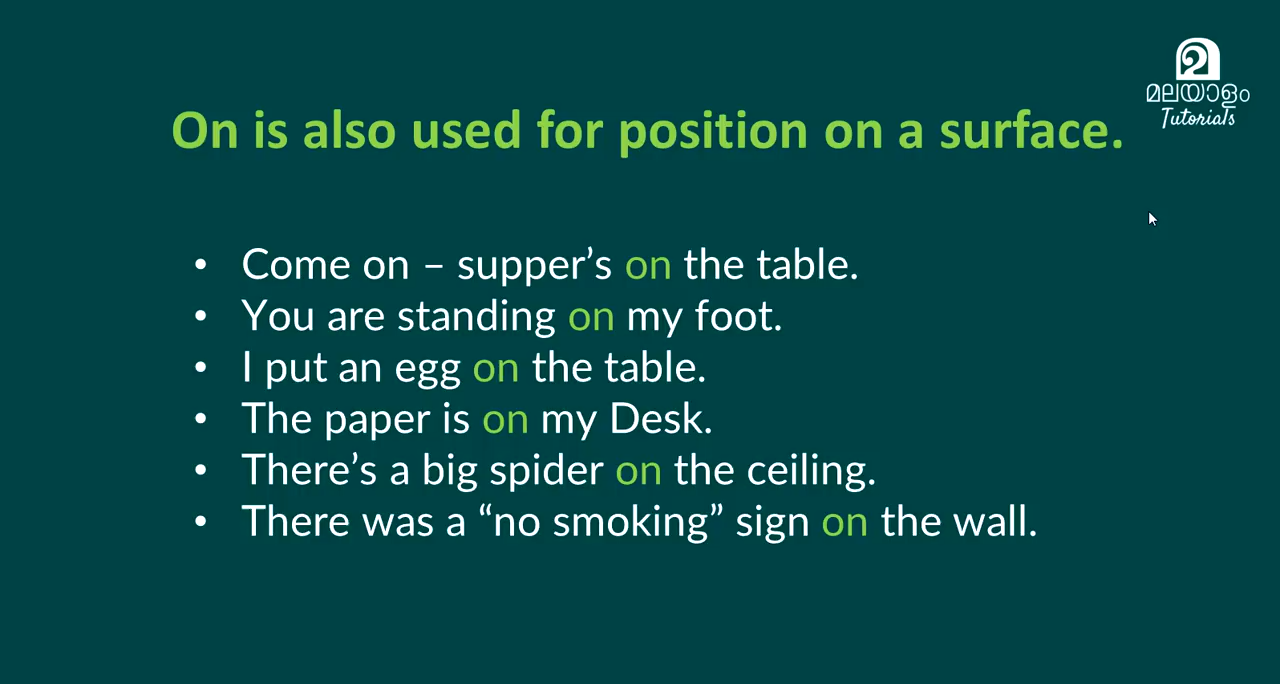 മലയാളം
Tutorials
On is also used for position on a surface.
• Come on – supper’s on the table.
• You are standing on my foot.
• I put an egg on the table.
• The paper is on my Desk.
• There’s a big spider on the ceiling.
• There was a “no smoking” sign on the wall.